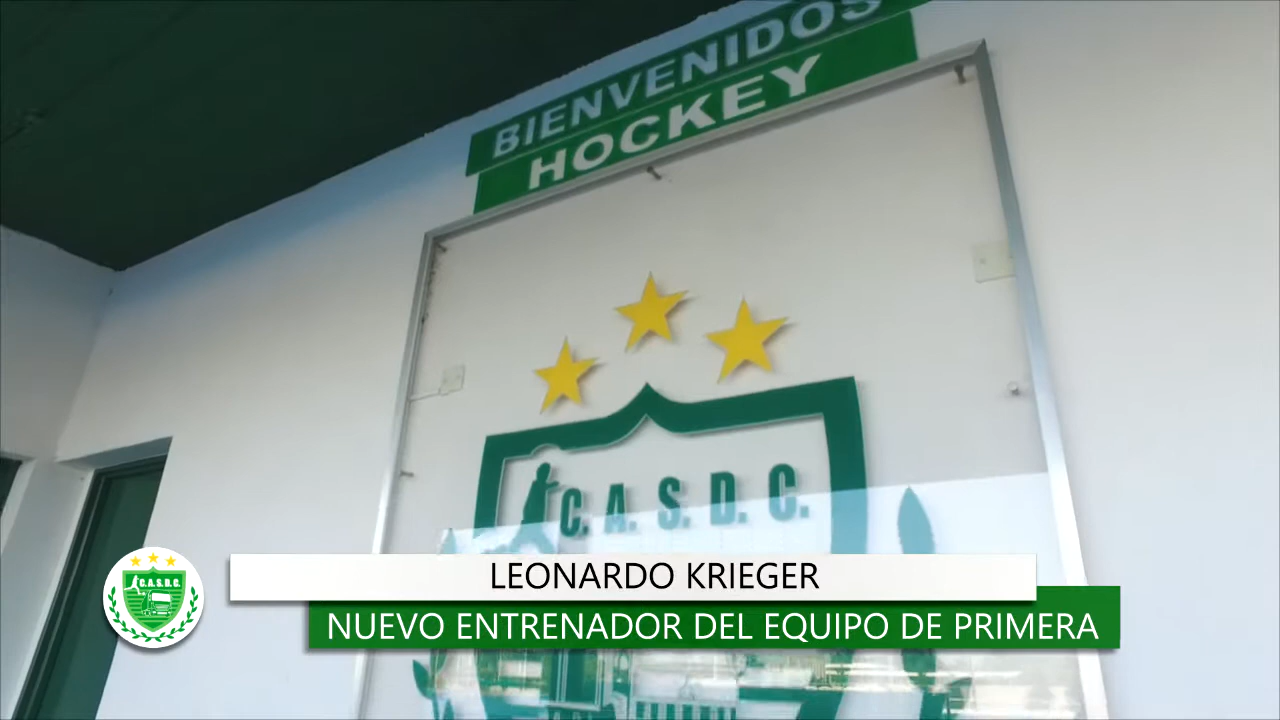 BIENVENIDOS
HOCKEY
C. A. S. D. C.
C.A.S.D.C.
LEONARDO KRIEGER
NUEVO ENTRENADOR DEL EQUIPO DE PRIMERA